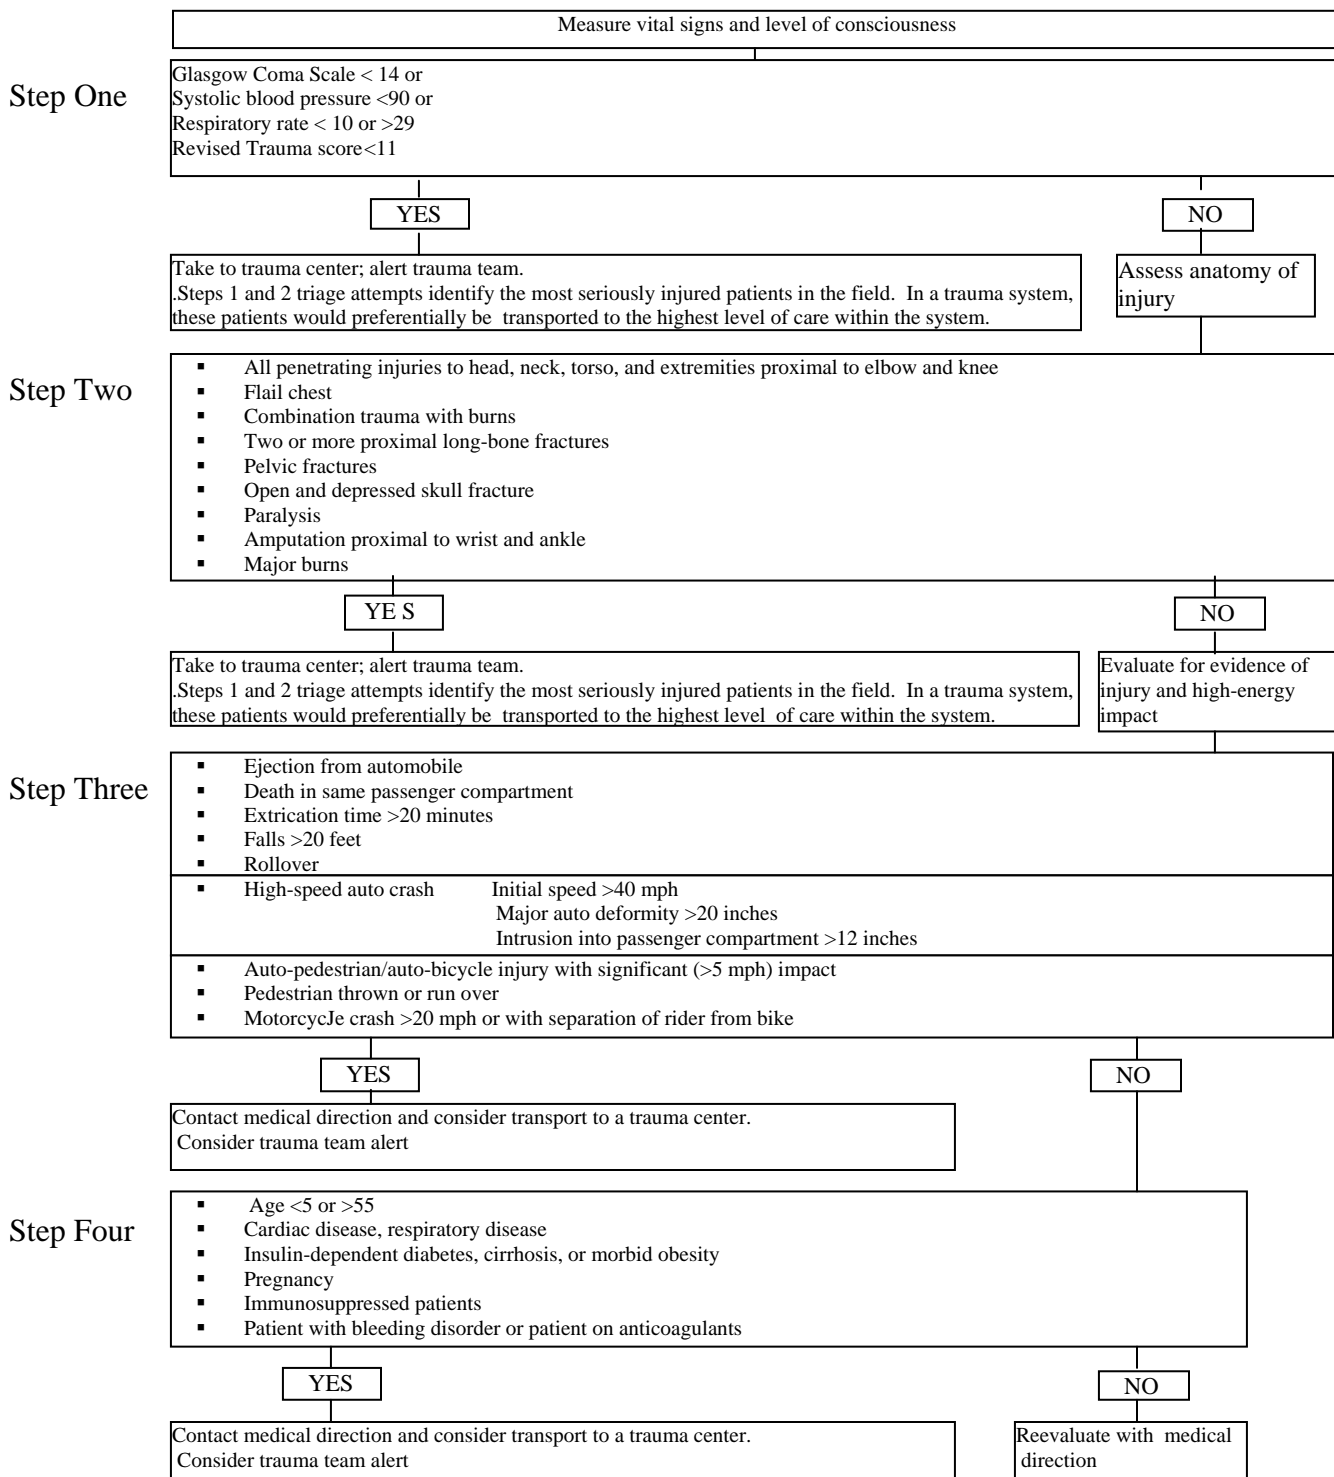 Measure vital signs and level of consciousness
Step One
Glasgow Coma Scale < 14 or
Systolic blood pressure <90 or
Respiratory rate < 10 or >29
Revised Trauma score<11
YES
NO
Take to trauma center; alert trauma team.
.Steps 1 and 2 triage attempts identify the most seriously injured patients in the field. In a trauma system,
these patients would preferentially be transported to the highest level of care within the system.
Assess anatomy of
injury
Step Two
▪ All penetrating injuries to head, neck, torso, and extremities proximal to elbow and knee
▪ Flail chest
▪ Combination trauma with burns
▪ Two or more proximal long-bone fractures
▪ Pelvic fractures
▪ Open and depressed skull fracture
▪ Paralysis
▪ Amputation proximal to wrist and ankle
▪ Major burns
YE S
NO
Take to trauma center; alert trauma team.
.Steps 1 and 2 triage attempts identify the most seriously injured patients in the field. In a trauma system,
these patients would preferentially be transported to the highest level of care within the system.
Evaluate for evidence of
injury and high-energy
impact
Step Three
▪ Ejection from automobile
▪ Death in same passenger compartment
▪ Extrication time >20 minutes
▪ Falls >20 feet
▪ Rollover
▪ High-speed auto crash Initial speed >40 mph
Major auto deformity >20 inches
Intrusion into passenger compartment >12 inches
▪ Auto-pedestrian/auto-bicycle injury with significant (>5 mph) impact
▪ Pedestrian thrown or run over
▪ MotorcycJe crash >20 mph or with separation of rider from bike
YES
NO
Contact medical direction and consider transport to a trauma center.
Consider trauma team alert
Step Four
▪ Age <5 or >55
▪ Cardiac disease, respiratory disease
▪ Insulin-dependent diabetes, cirrhosis, or morbid obesity
▪ Pregnancy
▪ Immunosuppressed patients
▪ Patient with bleeding disorder or patient on anticoagulants
YES
NO
Contact medical direction and consider transport to a trauma center.
Consider trauma team alert
Reevaluate with medical
direction